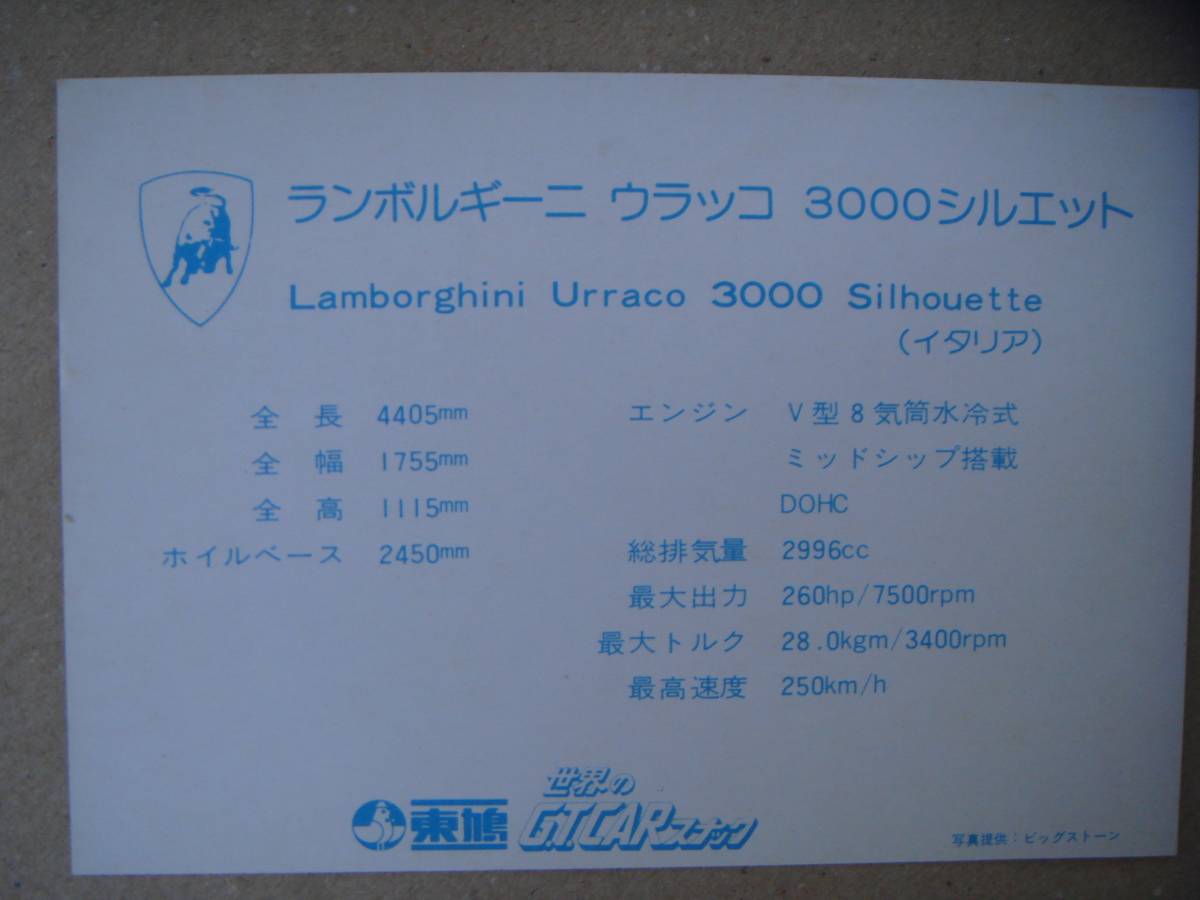 ランボルギーニ ウラッコ 3000シルエット
Lamborghini Urraco 3000 Silhouette
(イタリア)
全長 4405mm
全幅 1755mm
全高 1115mm
ホイルベース 2450mm
エンジン V型8気筒水冷式
ミッドシップ搭載
DOHC
総排気量 2996cc
最大出力 260hp/7500rpm
最大トルク 28.0kgm/3400rpm
最高速度 250km/h
東鳩
世界の
G.T.CARスナック
写真提供：ビッグストーン